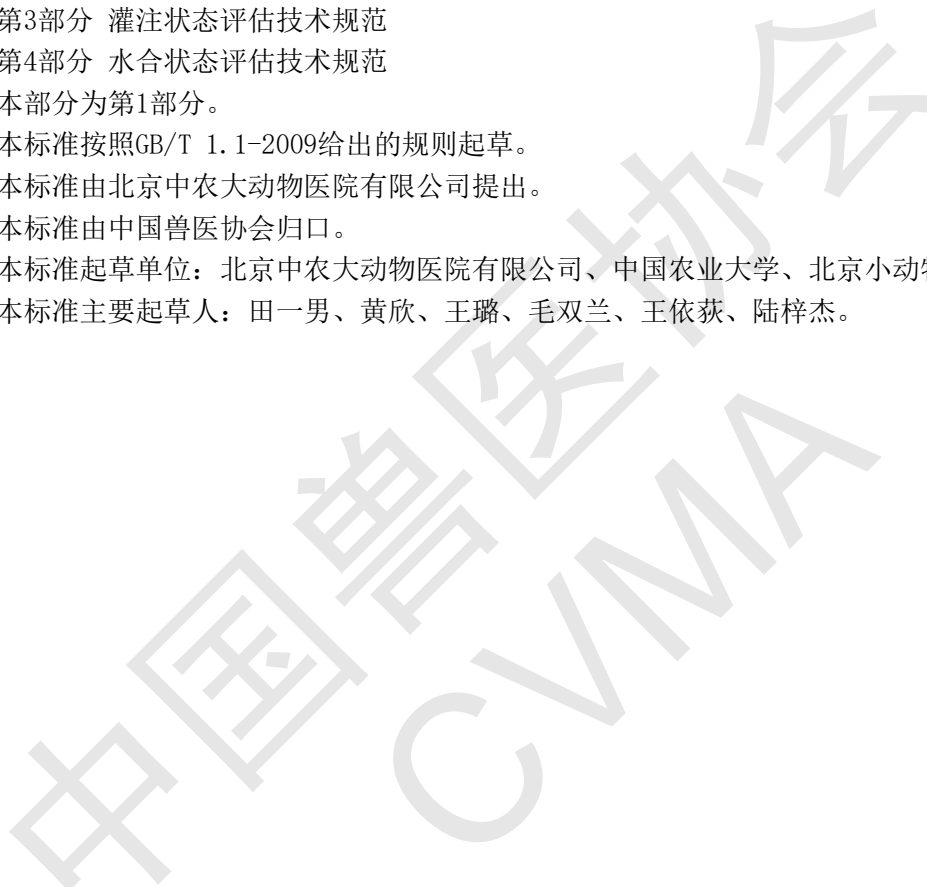 第3部分 灌注状态评估技术规范
第4部分 水合状态评估技术规范
本部分为第1部分。
本标准按照GB/T 1.1-2009给出的规则起草。
本标准由北京中农大动物医院有限公司提出。
本标准由中国兽医协会归口。
本标准起草单位：北京中农大动物医院有限公司、中国农业大学、北京小动
本标准主要起草人：田一男、黄欣、王璐、毛双兰、王依荻、陆梓杰。
中国兽医协会
CVMA